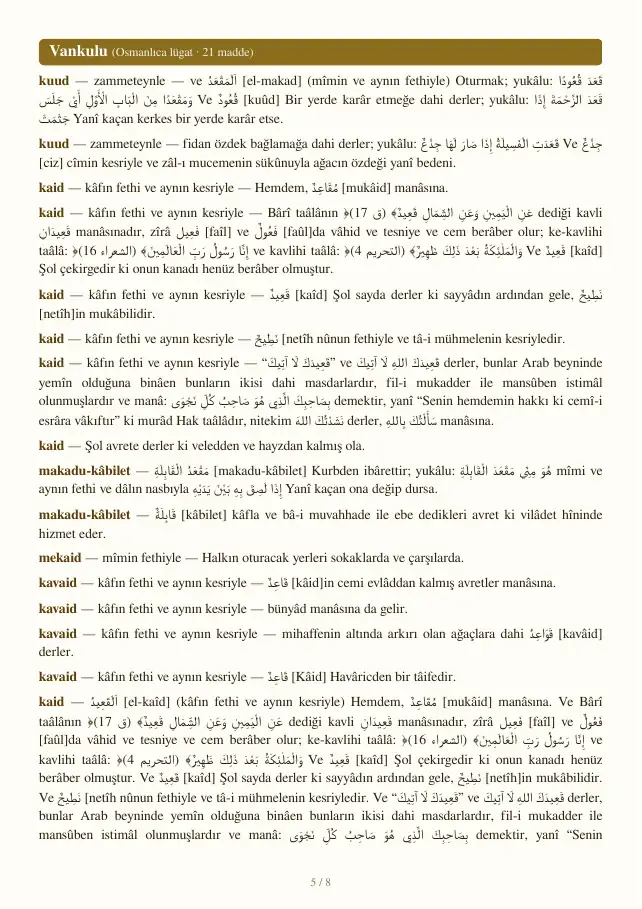 Vankulu (Osmanlıca lügat · 21 madde)
kuud — zammeteynle — ve اَلْمَقْعَدُ [el-makad] (mîmin ve aynın fethiyle) Oturmak; yukâlu: قَعَدَ قُعُودًا
وَمَقْعَدًا مِن الْبَابِ الْأَوَّلِ أَيْ جَلَسَ Ve قُعُودٌ [kuûd] Bir yerde karâr etmeğe dahi derler; yukâlu: قَعَدَ الرَّخَمَةَ إِذَا
جَثَمَتْ Yanî kaçan kerkes bir yerde karâr etse.
kuud — zammeteynle — fidan özdek bağlamağa dahi derler; yukâlu: قَعَدَتِ الْفَسِيلَةُ إِذَا صَارَ لَهَا جِذْعٌ Ve جِذْعٌ
[ciz] cîmin kesriyle ve zâl-ı mucemenin sükûnuyla ağacın özdeği yanî bedeni.
kaid — kâfın fethi ve aynın kesriyle — Hemdem, مُقَاعِدٌ [mukâid] manâsına.
kaid — kâfın fethi ve aynın kesriyle — Bârî taâlânın ﴿عَنِ الْيَمِينِ وَعَنِ الشِّمَالِ قَعِيدٌ﴾ (ق 17) dediği kavli
قَعِيدَانِ manâsınadır, zîrâ فَعِيل [faîl] ve فَعُولٌ [faûl]da vâhid ve tesniye ve cem berâber olur; ke-kavlihi
taâlâ: ﴿إِنَّا رَسُولُ رَبِّ الْعَالَمِينَ﴾ (الشعراء 16) ve kavlihi taâlâ: ﴿وَالْمَلَئِكَةُ بَعْدَ ذَلِكَ ظَهِيرٌ﴾ (التحريم 4) Ve قَعِيدٌ [kaîd]
Şol çekirgedir ki onun kanadı henüz berâber olmuştur.
kaid — kâfın fethi ve aynın kesriyle — قَعِيدٌ [kaîd] Şol sayda derler ki sayyâdın ardından gele, نَطِيحٌ
[netîh]in mukâbilidir.
kaid — kâfın fethi ve aynın kesriyle — نَطِيحٌ [netîh nûnun fethiyle ve tâ-i mühmelenin kesriyledir.
kaid — kâfın fethi ve aynın kesriyle — “قَعِيدَكَ لَا آتِيكَ” ve قَعِيدَكَ اللهِ لَا آتِيكَ derler, bunlar Arab beyninde
yemîn olduğuna binâen bunların ikisi dahi masdarlardır, fil-i mukadder ile mansûben istimâl
olunmuşlardır ve manâ: بِصَاحِبِكَ الَّذِي هُوَ صَاحِبُ كُلِّ نَجْوَى demektir, yanî “Senin hemdemin hakkı ki cemî-i
esrâra vâkıftır” ki murâd Hak taâlâdır, nitekim نَشَدْتُكَ اللهَ derler, سَأَلْتُكَ بِاللهِ manâsına.
kaid — Şol avrete derler ki veledden ve hayzdan kalmış ola.
makadu-kâbilet — مَقْعَدُ الْقَابِلَةِ [makadu-kâbilet] Kurbden ibârettir; yukâlu: هُوَ مِنِّي مَقْعَدَ الْقَابِلَةِ mîmi ve
aynın fethi ve dâlın nasbıyla إِذَا لَصِقَ بِهِ بَيْنَ يَدَيْهِ Yanî kaçan ona değip dursa.
makadu-kâbilet — قَابِلَةٌ [kâbilet] kâfla ve bâ-i muvahhade ile ebe dedikleri avret ki vilâdet hîninde
hizmet eder.
mekaid — mîmin fethiyle — Halkın oturacak yerleri sokaklarda ve çarşılarda.
kavaid — kâfın fethi ve aynın kesriyle — قَاعِدٌ [kâid]in cemi evlâddan kalmış avretler manâsına.
kavaid — kâfın fethi ve aynın kesriyle — bünyâd manâsına da gelir.
kavaid — kâfın fethi ve aynın kesriyle — mihaffenin altında arkırı olan ağaçlara dahi قَوَاعِدُ [kavâid]
derler.
kavaid — kâfın fethi ve aynın kesriyle — قَاعِدٌ [Kâid] Havâricden bir tâifedir.
kaid — اَلْقَعِيدُ [el-kaîd] (kâfın fethi ve aynın kesriyle) Hemdem, مُقَاعِدٌ [mukâid] manâsına. Ve Bârî
taâlânın ﴿عَنِ الْيَمِينِ وَعَنِ الشِّمَالِ قَعِيدٌ﴾ (ق 17) dediği kavli قَعِيدَانِ manâsınadır, zîrâ فَعِيل [faîl] ve فَعُولٌ
[faûl]da vâhid ve tesniye ve cem berâber olur; ke-kavlihi taâlâ: ﴿إِنَّا رَسُولُ رَبِّ الْعَالَمِينَ﴾ (الشعراء 16) ve
kavlihi taâlâ: ﴿وَالْمَلَئِكَةُ بَعْدَ ذَلِكَ ظَهِيرٌ﴾ (التحريم 4) Ve قَعِيدٌ [kaîd] Şol çekirgedir ki onun kanadı henüz
berâber olmuştur. Ve قَعِيدٌ [kaîd] Şol sayda derler ki sayyâdın ardından gele, نَطِيحٌ [netîh]in mukâbilidir.
Ve نَطِيحٌ [netîh nûnun fethiyle ve tâ-i mühmelenin kesriyledir. Ve “قَعِيدَكَ لَا آتِيكَ” ve قَعِيدَكَ اللهِ لَا آتِيكَ derler,
bunlar Arab beyninde yemîn olduğuna binâen bunların ikisi dahi masdarlardır, fil-i mukadder ile
mansûben istimâl olunmuşlardır ve manâ: بِصَاحِبِكَ الَّذِي هُوَ صَاحِبُ كُلِّ نَجْوَى demektir, yanî “Senin
5 / 8